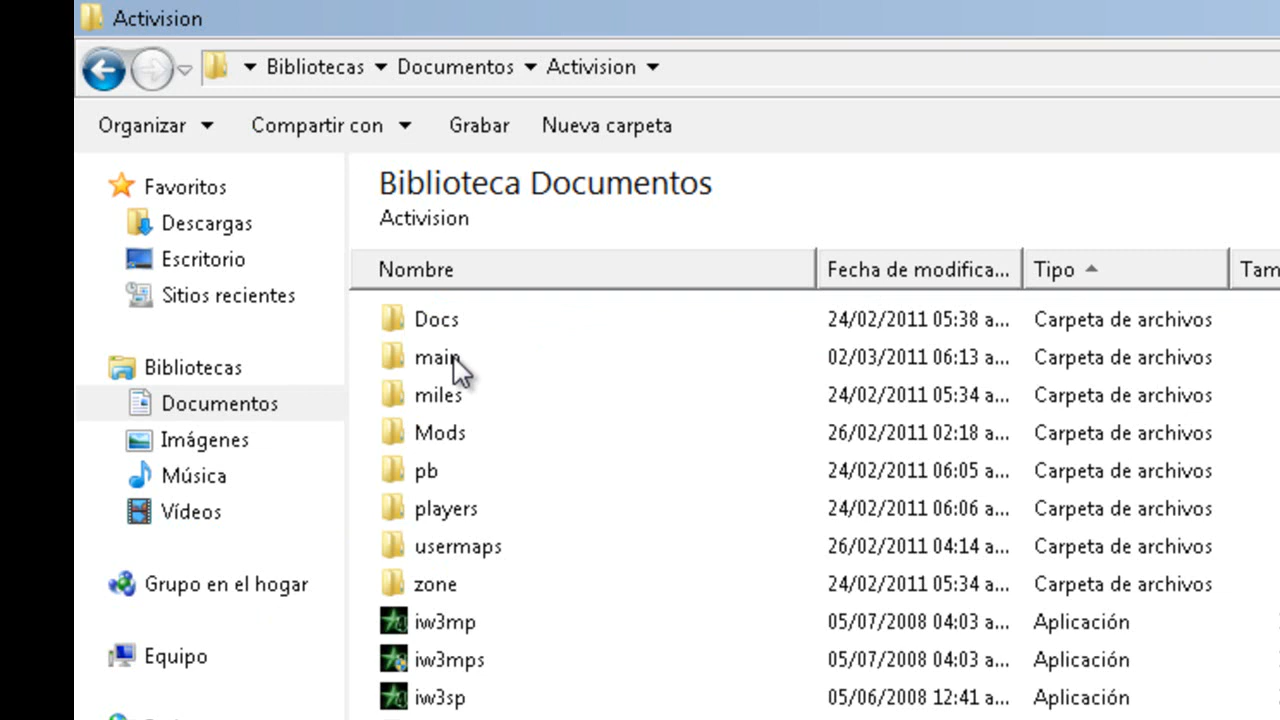 Activision
Bibliotecas Documentos Activision
Organizar Compartir con Grabar Nueva carpeta
Favoritos
Descargas
Escritorio
Sitios recientes
Bibliotecas
Documentos
Imágenes
Música
Vídeos
Grupo en el hogar
Equipo
Biblioteca Documentos
Activision
Nombre Fecha de modifica... Tipo Tam
Docs 24/02/2011 05:38 a... Carpeta de archivos
main 02/03/2011 06:13 a... Carpeta de archivos
miles 24/02/2011 05:34 a... Carpeta de archivos
Mods 26/02/2011 02:18 a... Carpeta de archivos
pb 24/02/2011 06:05 a... Carpeta de archivos
players 24/02/2011 06:06 a... Carpeta de archivos
usermaps 26/02/2011 04:14 a... Carpeta de archivos
zone 24/02/2011 05:34 a... Carpeta de archivos
iw3mp 05/07/2008 04:03 a... Aplicación
iw3mps 05/07/2008 04:03 a... Aplicación
iw3sp 05/06/2008 12:41 a... Aplicación